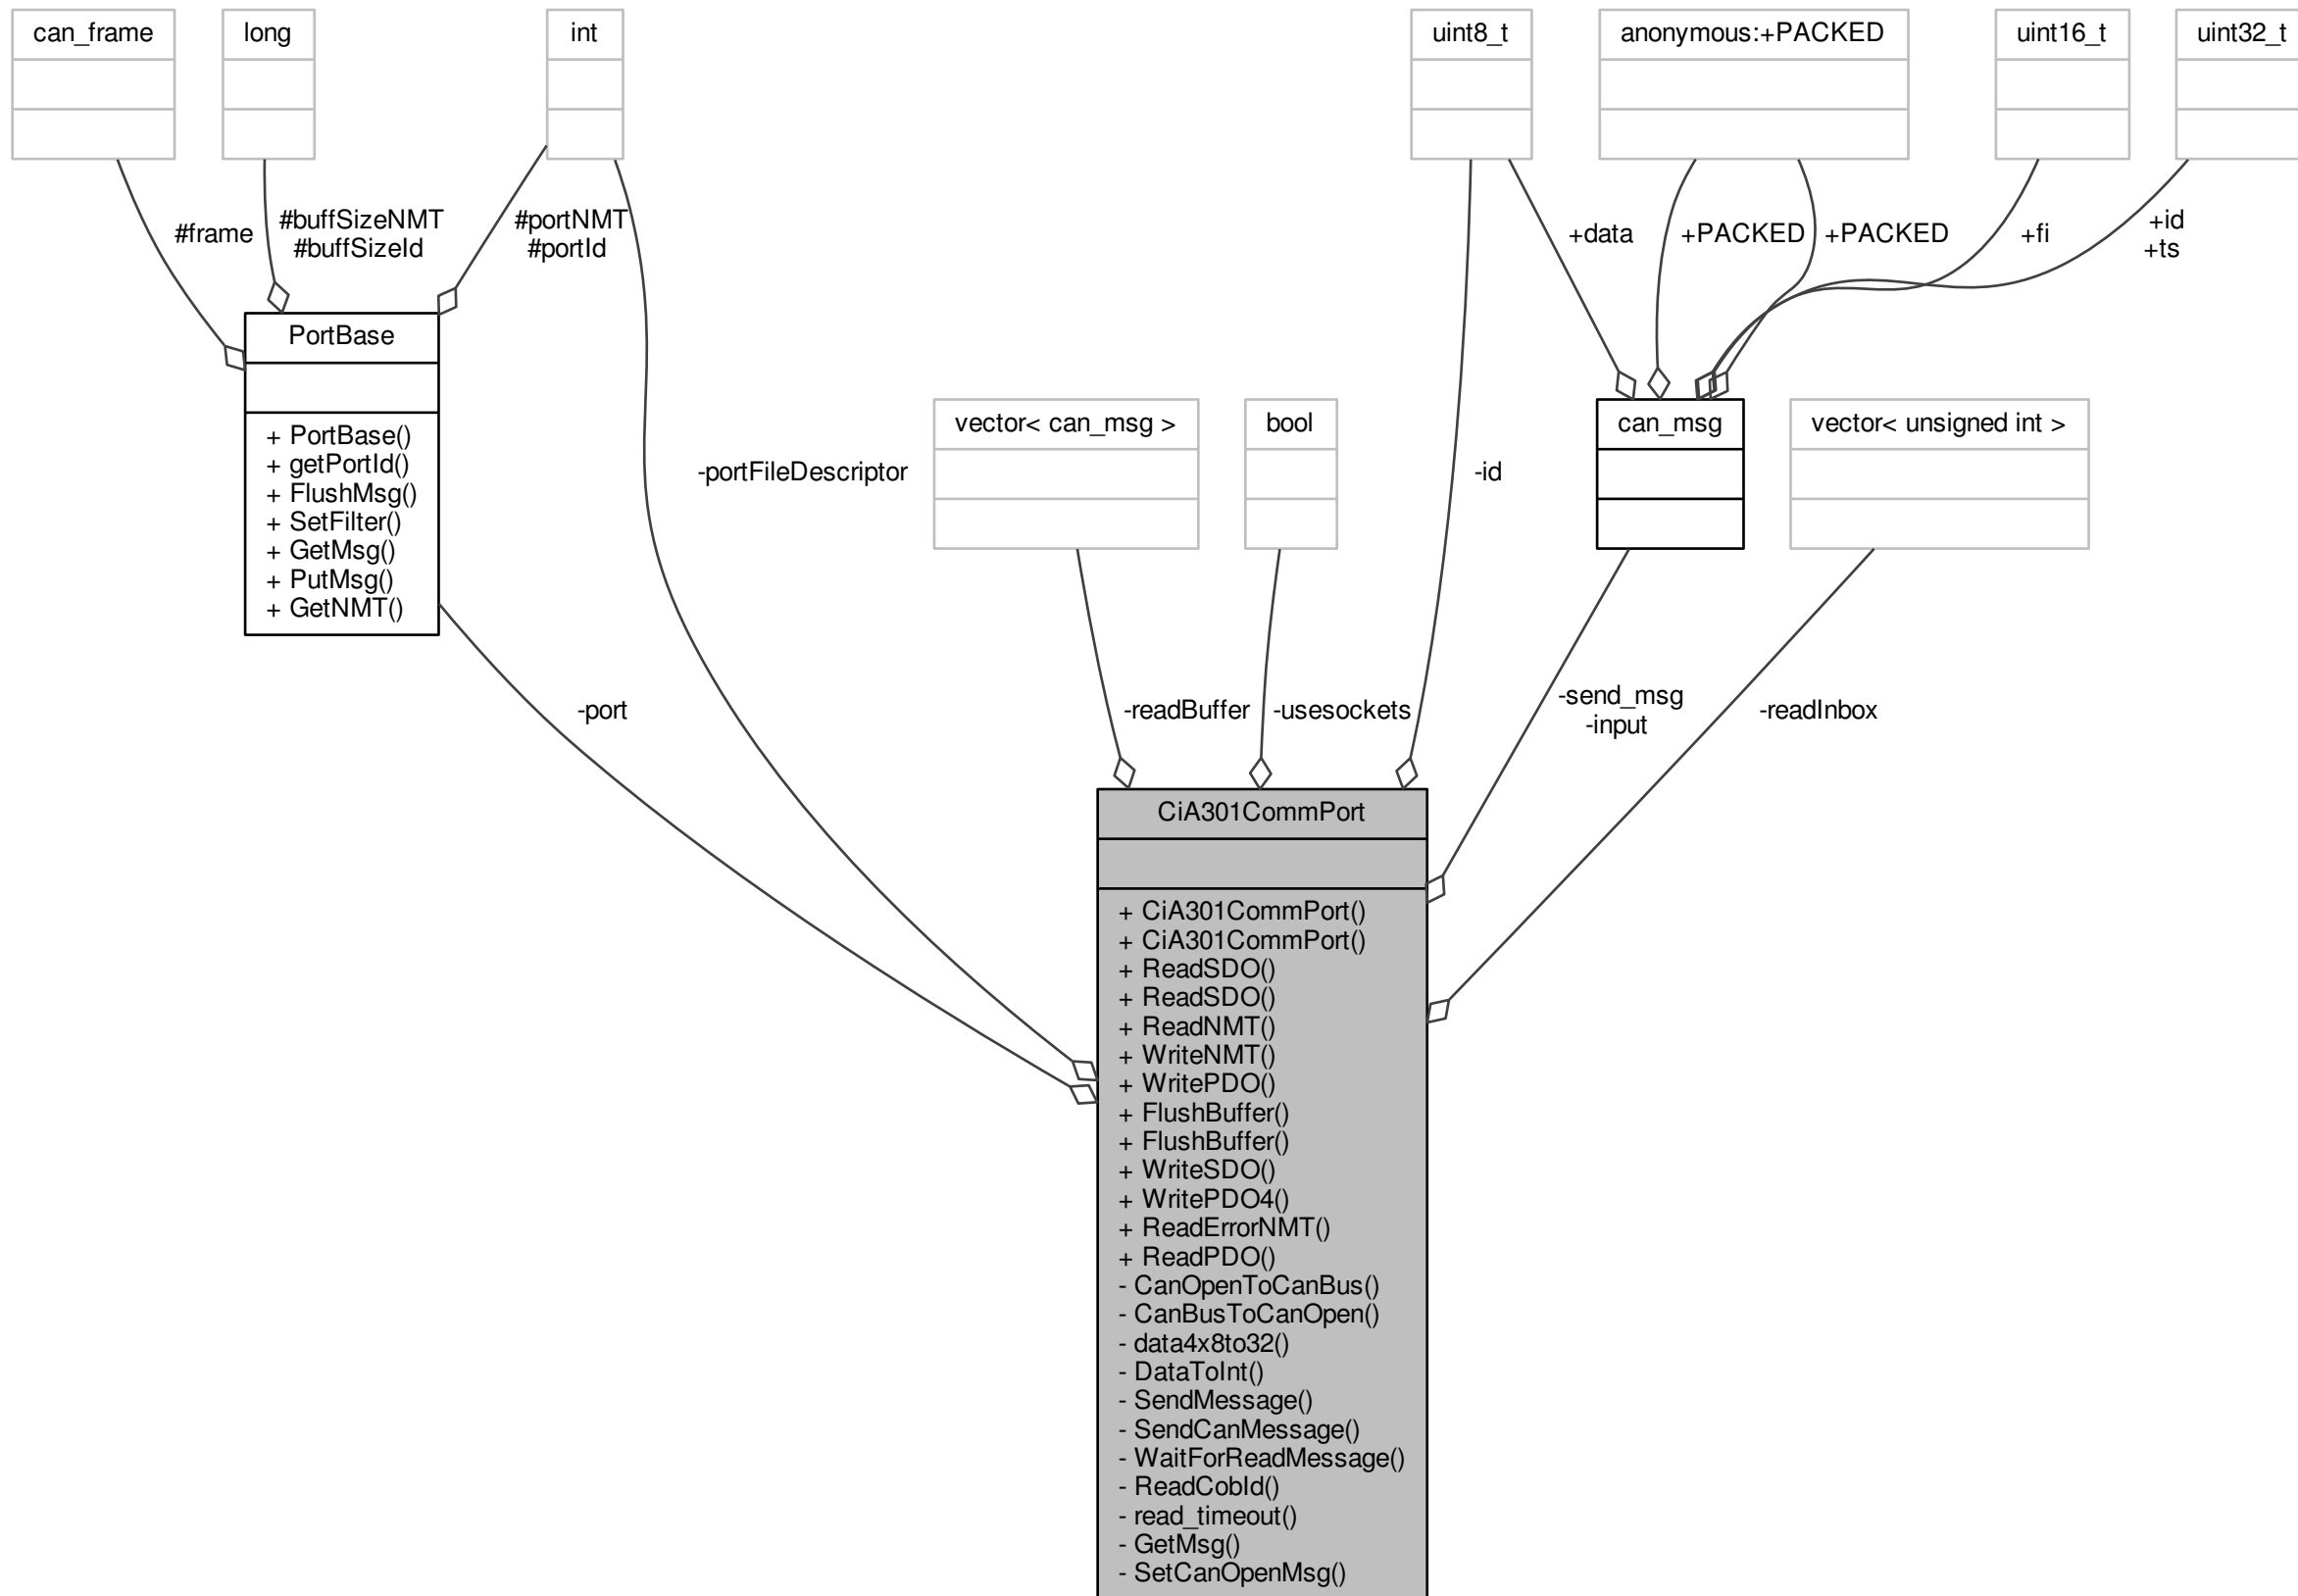 can_frame
long
int
uint8_t
anonymous:+PACKED
uint16_t
uint32_t
#frame
#buffSizeNMT
#buffSizeId
#portNMT
#portId
+data
+PACKED
+PACKED
+fi
+id
+ts
PortBase
+ PortBase()
+ getPortId()
+ FlushMsg()
+ SetFilter()
+ GetMsg()
+ PutMsg()
+ GetNMT()
-portFileDescriptor
vector< can_msg >
bool
-id
can_msg
vector< unsigned int >
-port
-readBuffer
-usesockets
-send_msg
-input
-readInbox
CiA301CommPort
+ CiA301CommPort()
+ CiA301CommPort()
+ ReadSDO()
+ ReadSDO()
+ ReadNMT()
+ WriteNMT()
+ WritePDO()
+ FlushBuffer()
+ FlushBuffer()
+ WriteSDO()
+ WritePDO4()
+ ReadErrorNMT()
+ ReadPDO()
- CanOpenToCanBus()
- CanBusToCanOpen()
- data4x8to32()
- DataToInt()
- SendMessage()
- SendCanMessage()
- WaitForReadMessage()
- ReadCobId()
- read_timeout()
- GetMsg()
- SetCanOpenMsg()